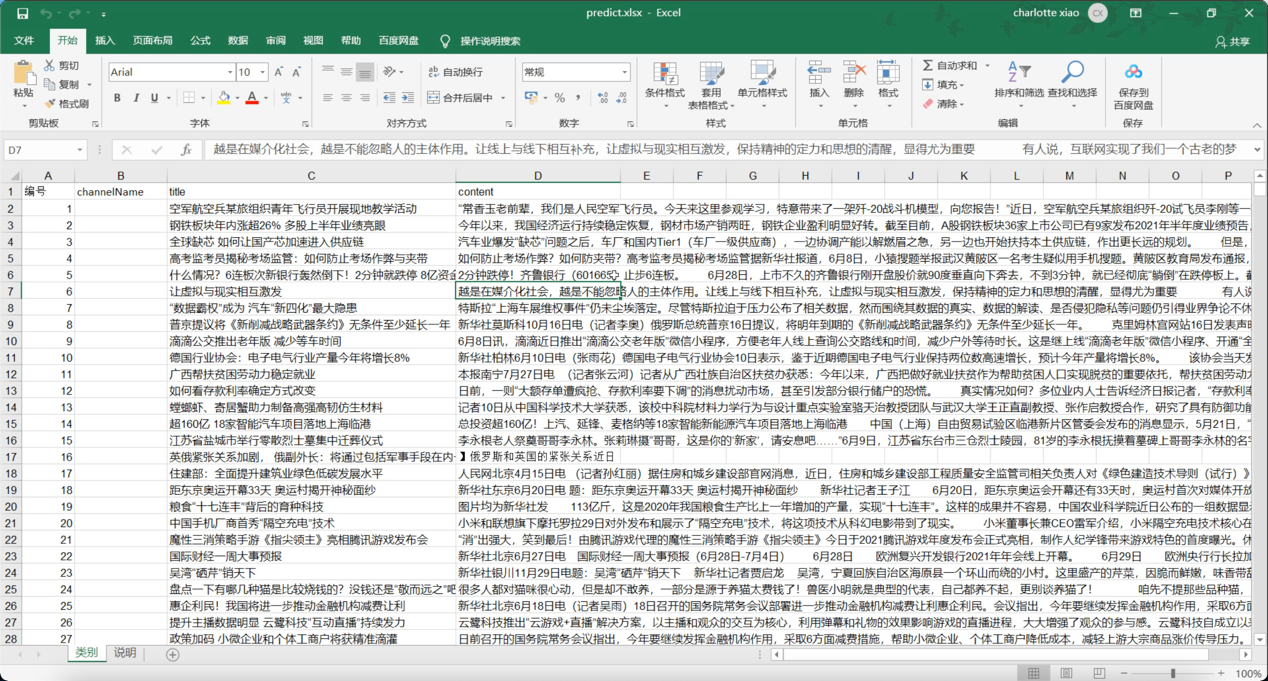 predict.xlsx - Excel
charlotte xiao CX
文件 开始 插入 页面布局 公式 数据 审阅 视图 帮助 百度网盘 操作说明搜索 共享
粘贴 剪切 复制 格式刷 剪贴板
Arial 10 B I U A 字体
自动换行 合并后居中 对齐方式
常规 数字
条件格式 套用表格格式 单元格样式 样式
插入 删除 格式 单元格
自动求和 填充 清除 排序和筛选 查找和选择 编辑
保存到百度网盘 保存
D7 fx 越是在媒介化社会，越是不能忽略人的主体作用。让线上与线下相互补充，让虚拟与现实相互激发，保持精神的定力和思想的清醒，显得尤为重要 有人说，互联网实现了我们一个古老的梦
A B C D E F G H I J K L M N O P
1 编号 channelName title content
2 1 空军航空兵某旅组织青年飞行员开展现地教学活动 “常香玉老前辈，我们是人民空军飞行员。今天来这里参观学习，特意带来了一架歼-20战斗机模型，向您报告！”近日，空军航空兵某旅组织歼-20试飞员李刚等一
3 2 钢铁板块年内涨超26% 多股上半年业绩亮眼 今年以来，我国经济运行持续稳定恢复，钢材市场产销两旺，钢铁企业盈利明显好转。截至目前，A股钢铁板块36家上市公司已有9家发布2021年半年度业绩预告，
4 3 全球缺芯 如何让国产芯加速进入供应链 汽车业爆发“缺芯”问题之后，车厂和国内Tier1（车厂一级供应商），一边协调产能以解燃眉之急，另一边也开始扶持本土供应链，作出更长远的规划。 但是，
5 4 高考监考员揭秘考场监管：如何防止考场作弊与夹带 如何防止考场作弊？如何防夹带？高考监考员揭秘考场监管据新华社报道，6月8日，小猿搜题举报武汉黄陂区一名考生疑似用手机搜题。黄陂区教育局发布通报，
6 5 什么情况？6连板次新银行轰然倒下！2分钟就跌停 8亿资金 2分钟跌停！齐鲁银行（601665） 止步6连板。 6月28日，上市不久的齐鲁银行刚开盘股价就90度垂直向下奔去，不到3分钟，就已经彻底“躺倒”在跌停板上。截
7 6 让虚拟与现实相互激发 越是在媒介化社会，越是不能忽略人的主体作用。让线上与线下相互补充，让虚拟与现实相互激发，保持精神的定力和思想的清醒，显得尤为重要 有人说
8 7 “数据霸权”成为 汽车“新四化”最大隐患 特斯拉“上海车展维权事件”仍未尘埃落定。尽管特斯拉迫于压力公布了相关数据，然而围绕其数据的真实、数据的解读、是否侵犯隐私等问题仍引得业界争论不休
9 8 普京提议将《新削减战略武器条约》无条件至少延长一年 新华社莫斯科10月16日电（记者李奥）俄罗斯总统普京16日提议，将明年到期的《新削减战略武器条约》无条件至少延长一年。 克里姆林宫网站16日发表声明
10 9 滴滴公交推出老年版 减少等车时间 6月8日讯，滴滴近日推出“滴滴公交老年版”微信小程序，方便老年人线上查询公交路线和时间，减少户外等待时长。这是继上线“滴滴老年版”微信小程序、开通“全
11 10 德国行业协会：电子电气行业产量今年将增长8% 新华社柏林6月10日电（张雨花）德国电子电气行业协会10日表示，鉴于近期德国电子电气行业保持两位数高速增长，预计今年产量将增长8%。 该协会当天发
12 11 广西帮扶贫困劳动力稳定就业 本报南宁7月27日电 （记者张云河）记者从广西壮族自治区扶贫办获悉：今年以来，广西把做好就业扶贫作为帮助贫困人口实现脱贫的重要依托，帮扶贫困劳动力
13 12 如何看存款利率确定方式改变 日前，一则“大额存单遭疯抢、存款利率要下调”的消息扰动市场，甚至引发部分银行储户的恐慌。 真实情况如何？多位业内人士告诉经济日报记者，“存款利率
14 13 螳螂虾、寄居蟹助力制备高强高韧仿生材料 记者10日从中国科学技术大学获悉，该校中科院材料力学行为与设计重点实验室骆天治教授团队与武汉大学王正直副教授、张作启教授合作，研究了具有防御功能
15 14 超160亿 18家智能汽车项目落地上海临港 总投资超160亿！上汽、延锋、麦格纳等18家智能新能源汽车项目落地上海临港 中国（上海）自由贸易试验区临港新片区管委会发布的消息显示，5月21日，“
16 15 江苏省盐城市举行零散烈士墓集中迁葬仪式 李永根老人祭奠哥哥李永林。张莉琳摄“哥哥，这是你的‘新家’，请安息吧……”6月9日，江苏省东台市三仓烈士陵园，81岁的李永根抚摸着墓碑上哥哥李永林的名字
17 16 英俄紧张关系加剧， 俄副外长：将通过包括军事手段在内 】俄罗斯和英国的紧张关系近日
18 17 住建部：全面提升建筑业绿色低碳发展水平 人民网北京4月15日电 （记者孙红丽）据住房和城乡建设部官网消息，近日，住房和城乡建设部工程质量安全监管司相关负责人对《绿色建造技术导则（试行）》
19 18 距东京奥运开幕33天 奥运村揭开神秘面纱 新华社东京6月20日电 题：距东京奥运开幕33天 奥运村揭开神秘面纱 新华社记者王子江 6月20日，距东京奥运会开幕还有33天时，奥运村首次对媒体开放
20 19 粮食“十七连丰”背后的育种科技 图片均为新华社发 113亿斤，这是2020年我国粮食生产比上一年增加的产量，实现“十七连丰”。这样的成果并不容易，中国农业科学院近日公布的一组数据显示
21 20 中国手机厂商首秀“隔空充电”技术 小米和联想旗下摩托罗拉29日对外发布和展示了“隔空充电”技术，将这项技术从科幻电影带到了现实。 小米董事长兼CEO雷军介绍，小米隔空充电技术核心在
22 21 魔性三消策略手游《指尖领主》亮相腾讯游戏发布会 “消”出强大，笑到最后！由腾讯游戏代理的魔性三消策略手游《指尖领主》今日于2021腾讯游戏年度发布会正式亮相，制作人纪学锋带来游戏特色的首度曝光。休
23 22 国际财经一周大事预报 新华社北京6月27日电 国际财经一周大事预报（6月28日-7月4日） 6月28日 欧洲复兴开发银行2021年年会线上开幕。 6月29日 欧洲央行行长拉加
24 23 吴湾“硒芹”销天下 新华社银川11月29日电题：吴湾“硒芹”销天下 新华社记者贾启龙 吴湾，宁夏回族自治区海原县一个环山而绕的小村。这里盛产的芹菜，因脆而鲜嫩，味香带甜
25 24 盘点一下有哪几种猫是比较烧钱的？没钱还是“敬而远之”吧 很多人都对猫咪很心动，但是却不敢养，一部分是源于养猫太费钱了！兽医小明就是典型的代表，自己都养不起，更别谈养猫了！ 咱先不提那些品种猫，
26 25 惠企利民！我国将进一步推动金融机构减费让利 新华社北京6月18日电（记者吴雨）18日召开的国务院常务会议部署进一步推动金融机构减费让利惠企利民。会议指出，今年要继续发挥金融机构作用，采取6方面
27 26 提升主播数据明显 云鹭科技“互动直播”持续发力 云鹭科技推出“云游戏+直播”解决方案，以主播和观众的交互为核心，利用弹幕和礼物的效果影响游戏的直播进程，大大增强了观众的参与感。云鹭科技自成立以来
28 27 政策加码 小微企业和个体工商户将获精准滴灌 日前召开的国务院常务会议指出，今年要继续发挥金融机构作用，采取6方面减费措施，帮助小微企业、个体工商户降低成本，减轻上游大宗商品涨价传导压力。
类别 说明
100%